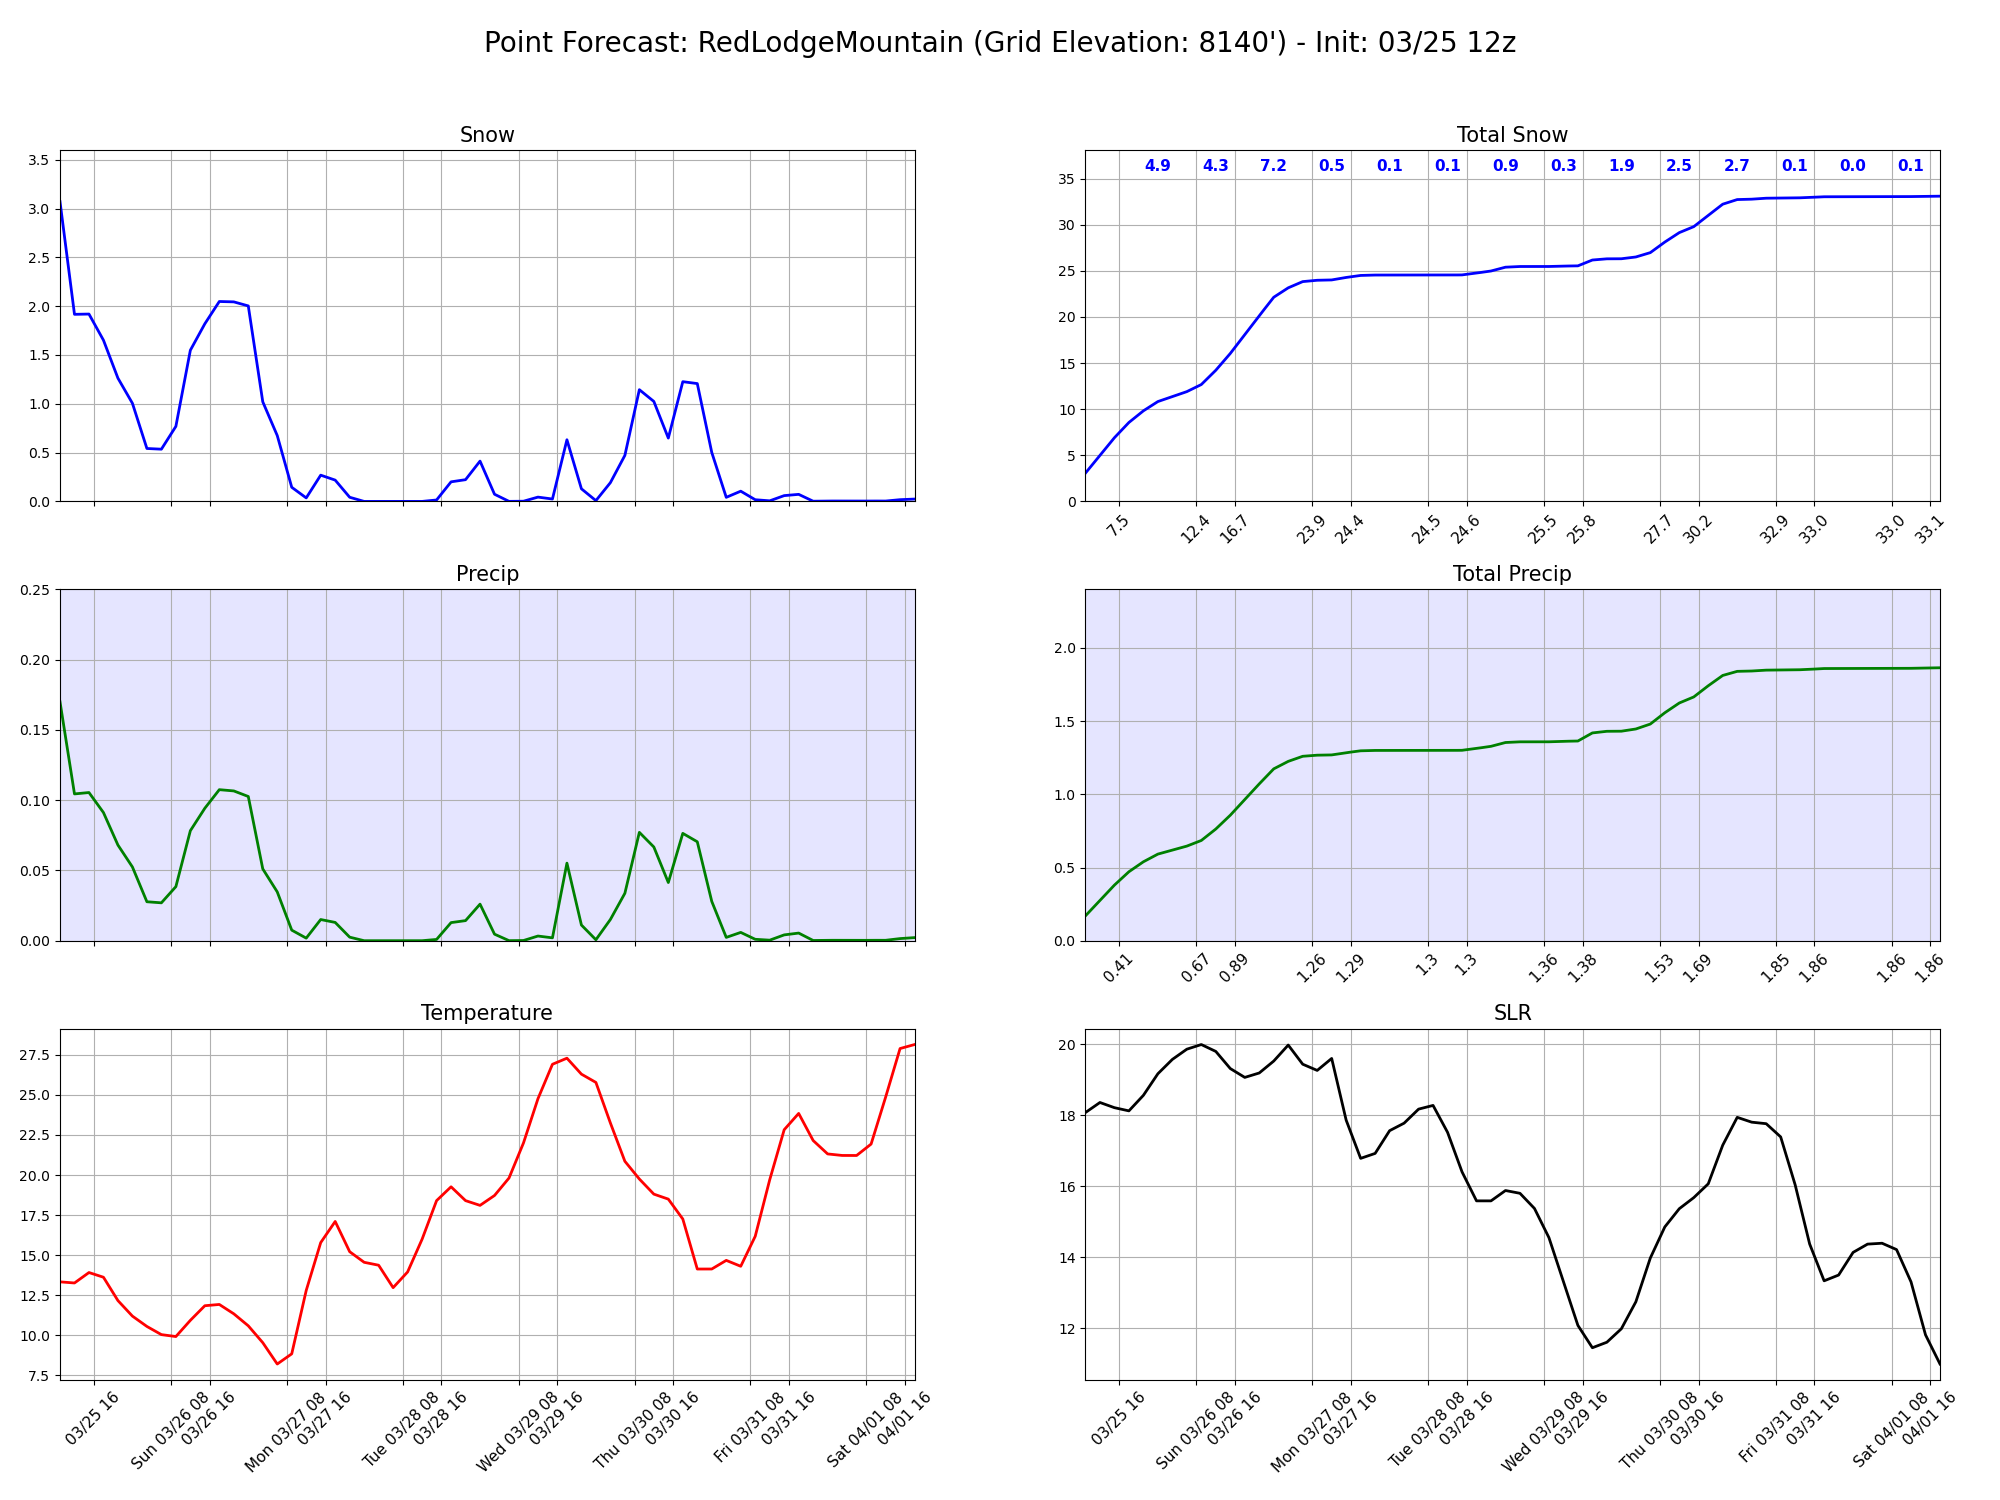 Point Forecast: RedLodgeMountain (Grid Elevation: 8140') - Init: 03/25 12z
Snow
3.5
3.0
2.5
2.0
1.5
1.0
0.5
0.0
Total Snow
4.9 4.3 7.2 0.5 0.1 0.1 0.9 0.3 1.9 2.5 2.7 0.1 0.0 0.1
35
30
25
20
15
10
5
0
7.5 12.4 16.7 23.9 24.4 24.5 24.6 25.5 25.8 27.7 30.2 32.9 33.0 33.0 33.1
Precip
0.25
0.20
0.15
0.10
0.05
0.00
Total Precip
2.0
1.5
1.0
0.5
0.0
0.41 0.67 0.89 1.26 1.29 1.3 1.3 1.36 1.38 1.53 1.69 1.85 1.86 1.86 1.86
Temperature
27.5
25.0
22.5
20.0
17.5
15.0
12.5
10.0
7.5
03/25 16
Sun 03/26 08
03/26 16
Mon 03/27 08
03/27 16
Tue 03/28 08
03/28 16
Wed 03/29 08
03/29 16
Thu 03/30 08
03/30 16
Fri 03/31 08
03/31 16
Sat 04/01 08
04/01 16
SLR
20
18
16
14
12
03/25 16
Sun 03/26 08
03/26 16
Mon 03/27 08
03/27 16
Tue 03/28 08
03/28 16
Wed 03/29 08
03/29 16
Thu 03/30 08
03/30 16
Fri 03/31 08
03/31 16
Sat 04/01 08
04/01 16